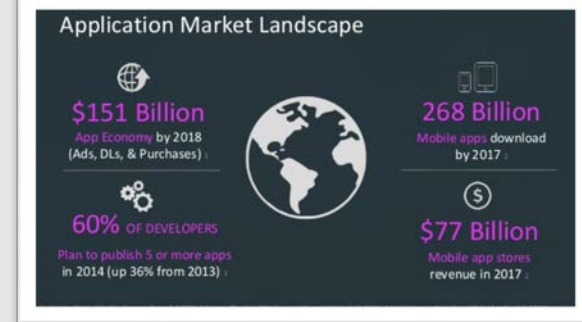 Application Market Landscape
$151 Billion
App Economy by 2018
(Ads, DLs, & Purchases)
60% OF DEVELOPERS
Plan to publish 5 or more apps
in 2014 (up 36% from 2013)
268 Billion
Mobile apps download
by 2017
$77 Billion
Mobile app stores
revenue in 2017